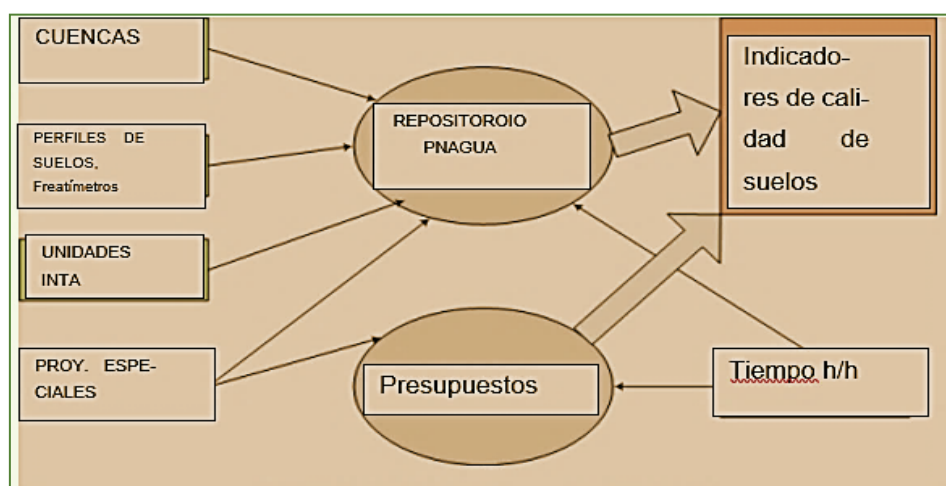 CUENCAS
PERFILES DE
SUELOS,
Freatímetros
UNIDADES
INTA
PROY. ESPE-
CIALES
REPOSITOROIO
PNAGUA
Presupuestos
Indicado-
res de cali-
dad de
suelos
Tiempo h/h